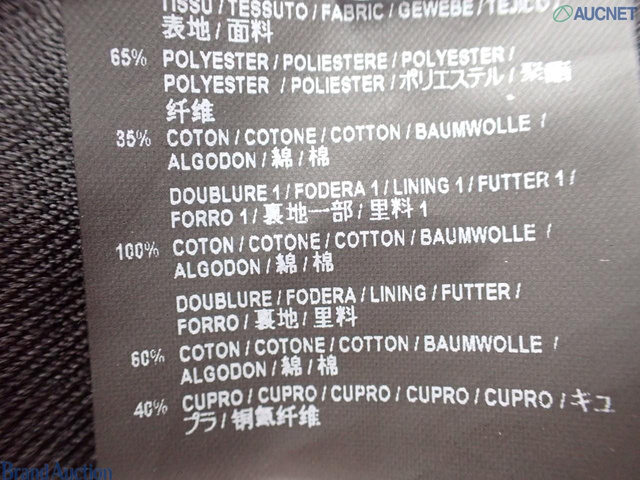 TISSU / TESSUTO / FABRIC / GEWEBE / TEJIDO /
表地 / 面料
65% POLYESTER / POLIESTERE / POLYESTER /
POLYESTER / POLIESTER / ポリエステル / 聚酯
纤维
35% COTON / COTONE / COTTON / BAUMWOLLE /
ALGODON / 綿 / 棉
DOUBLURE 1 / FODERA 1 / LINING 1 / FUTTER 1 /
FORRO 1 / 裏地一部 / 里料 1
100% COTON / COTONE / COTTON / BAUMWOLLE /
ALGODON / 綿 / 棉
DOUBLURE / FODERA / LINING / FUTTER /
FORRO / 裏地 / 里料
60% COTON / COTONE / COTTON / BAUMWOLLE /
ALGODON / 綿 / 棉
40% CUPRO / CUPRO / CUPRO / CUPRO / CUPRO / キュ
プラ / 铜氨纤维
AUCNET
Brand Auction